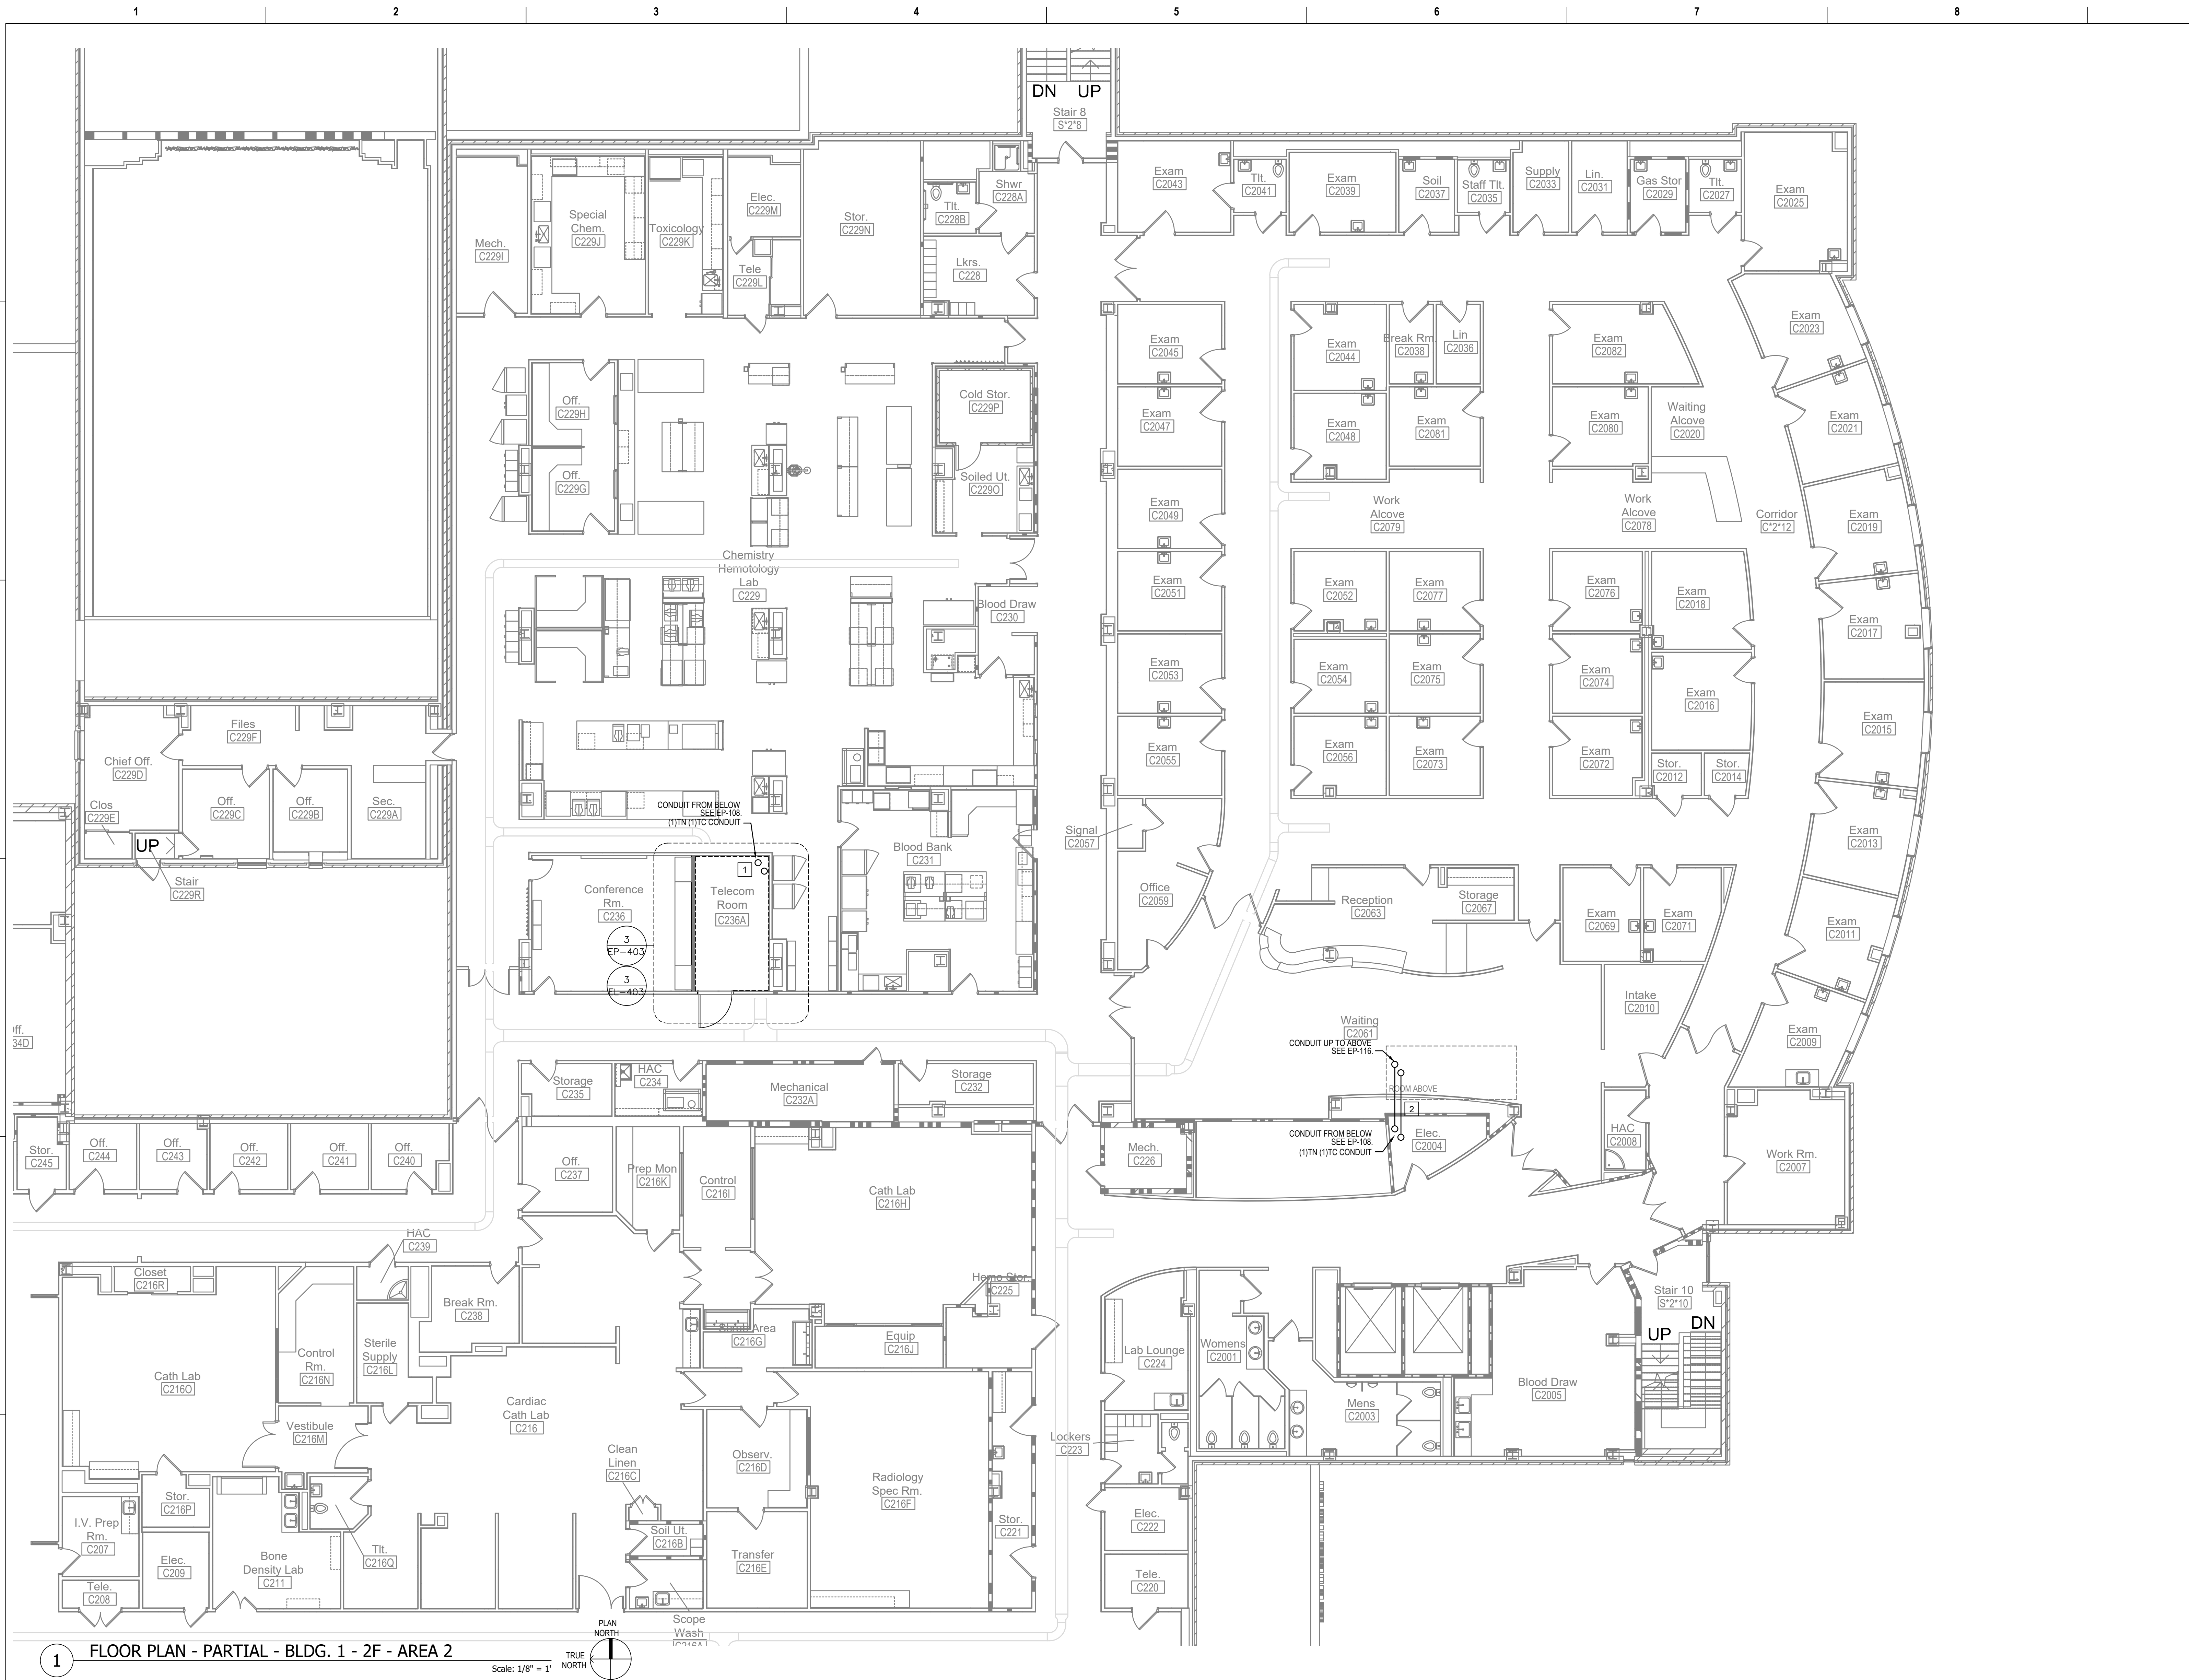 1
2
3
4
5
6
7
8
DN UP
Stair 8
S*2*8
Mech.
C229I
Special
Chem.
C229J
Toxicology
C229K
Elec.
C229M
Tele
C229L
Stor.
C229N
Tlt.
C228B
Shwr
C228A
Lkrs.
C228
Exam
C2043
Tlt.
C2041
Exam
C2039
Soil
C2037
Staff Tlt.
C2035
Supply
C2033
Lin.
C2031
Gas Stor
C2029
Tlt.
C2027
Exam
C2025
Exam
C2023
Exam
C2045
Exam
C2044
Break Rm.
C2038
Lin
C2036
Exam
C2082
Off.
C229H
Cold Stor.
C229P
Exam
C2047
Exam
C2048
Exam
C2081
Exam
C2080
Waiting
Alcove
C2020
Exam
C2021
Off.
C229G
Soiled Ut.
C229O
Exam
C2049
Work
Alcove
C2079
Work
Alcove
C2078
Corridor
C*2*12
Exam
C2019
Chemistry
Hemotology
Lab
C229
Blood Draw
C230
Exam
C2051
Exam
C2052
Exam
C2077
Exam
C2076
Exam
C2018
Exam
C2017
Exam
C2053
Exam
C2054
Exam
C2075
Exam
C2074
Exam
C2016
Exam
C2015
Files
C229F
Chief Off.
C229D
Clos
C229E
Off.
C229C
Off.
C229B
Sec.
C229A
UP
Stair
C229R
Exam
C2055
Exam
C2056
Exam
C2073
Exam
C2072
Stor.
C2012
Stor.
C2014
Exam
C2013
CONDUIT FROM BELOW
SEE EP-108.
(1)TN (1)TC CONDUIT
1
Conference
Rm.
C236
Telecom
Room
C236A
3
EP-403
3
EL-403
Blood Bank
C231
Signal
C2057
Office
C2059
Reception
C2063
Storage
C2067
Exam
C2069
Exam
C2071
Exam
C2011
Intake
C2010
Exam
C2009
Waiting
C2061
CONDUIT UP TO ABOVE
SEE EP-116.
ROOM ABOVE
2
CONDUIT FROM BELOW
SEE EP-108.
(1)TN (1)TC CONDUIT
Elec.
C2004
HAC
C2008
Work Rm.
C2007
34D
Storage
C235
HAC
C234
Mechanical
C232A
Storage
C232
Mech.
C226
Stor.
C245
Off.
C244
Off.
C243
Off.
C242
Off.
C241
Off.
C240
Off.
C237
Prep Mon
C216K
Control
C216I
Cath Lab
C216H
HAC
C239
Closet
C216R
Break Rm.
C238
Hemo Stor.
C225
Stair 10
S*2*10
UP
DN
Cath Lab
C216O
Control
Rm.
C216N
Sterile
Supply
C216L
Scrub Area
C216G
Equip
C216J
Lab Lounge
C224
Womens
C2001
Mens
C2003
Blood Draw
C2005
Vestibule
C216M
Cardiac
Cath Lab
C216
Clean
Linen
C216C
Observ.
C216D
Radiology
Spec Rm.
C216F
Lockers
C223
Stor.
C216P
I.V. Prep
Rm.
C207
Elec.
C209
Tele.
C208
Bone
Density Lab
C211
Tlt.
C216Q
Soil Ut.
C216B
Transfer
C216E
Stor.
C221
Elec.
C222
Tele.
C220
Scope
Wash
C216A
1
FLOOR PLAN - PARTIAL - BLDG. 1 - 2F - AREA 2
Scale: 1/8" = 1'
PLAN
NORTH
TRUE
NORTH